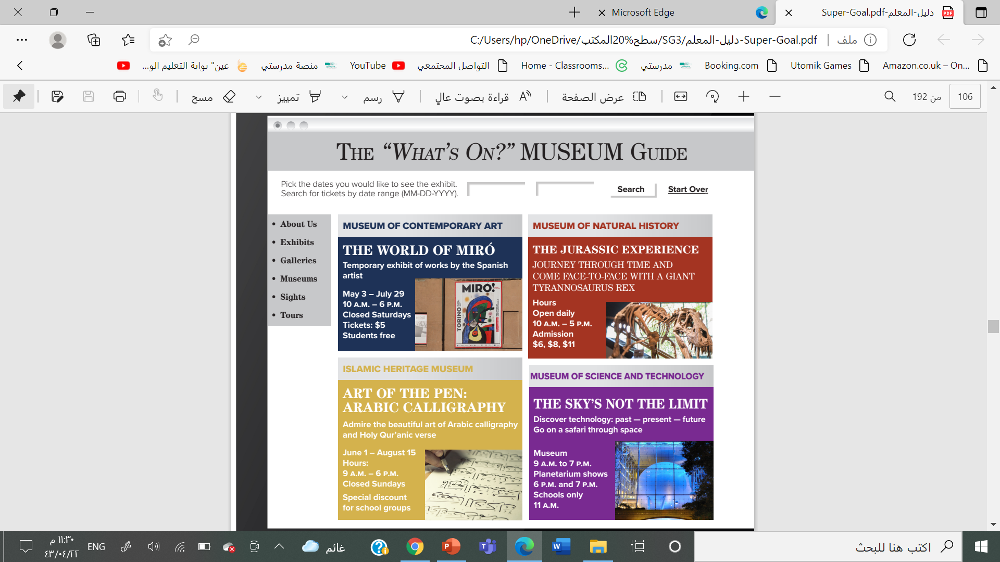 دليل-المعلم-Super-Goal.pdf
Microsoft Edge
ملف
C:/Users/hp/OneDrive/سطح%20المكتب/SG3/دليل-المعلم-Super-Goal.pdf
Amazon.co.uk – On...
Utomik Games
Booking.com
مدرستي
Home - Classrooms...
التواصل المجتمعي
YouTube
منصة مدرستي
عين" بوابة التعليم الو...
106
من 192
عرض الصفحة
قراءة بصوت عالٍ
رسم
تمييز
مسح
THE “WHAT’S ON?” MUSEUM GUIDE
Pick the dates you would like to see the exhibit.
Search for tickets by date range (MM-DD-YYYY).
Search
Start Over
• About Us
• Exhibits
• Galleries
• Museums
• Sights
• Tours
MUSEUM OF CONTEMPORARY ART
THE WORLD OF MIRÓ
Temporary exhibit of works by the Spanish
artist
May 3 – July 29
10 A.M. – 6 P.M.
Closed Saturdays
Tickets: $5
Students free
MIRÓ!
TORINO
MUSEUM OF NATURAL HISTORY
THE JURASSIC EXPERIENCE
JOURNEY THROUGH TIME AND
COME FACE-TO-FACE WITH A GIANT
TYRANNOSAURUS REX
Hours
Open daily
10 A.M. – 5 P.M.
Admission
$6, $8, $11
ISLAMIC HERITAGE MUSEUM
ART OF THE PEN:
ARABIC CALLIGRAPHY
Admire the beautiful art of Arabic calligraphy
and Holy Qur’anic verse
June 1 – August 15
Hours:
9 A.M. – 6 P.M.
Closed Sundays
Special discount
for school groups
MUSEUM OF SCIENCE AND TECHNOLOGY
THE SKY’S NOT THE LIMIT
Discover technology: past — present — future
Go on a safari through space
Museum
9 A.M. to 7 P.M.
Planetarium shows
6 P.M. and 7 P.M.
Schools only
11 A.M.
اكتب هنا للبحث
غائم
ENG
١١:٣٠ م
٤٣/٠٤/٢٢